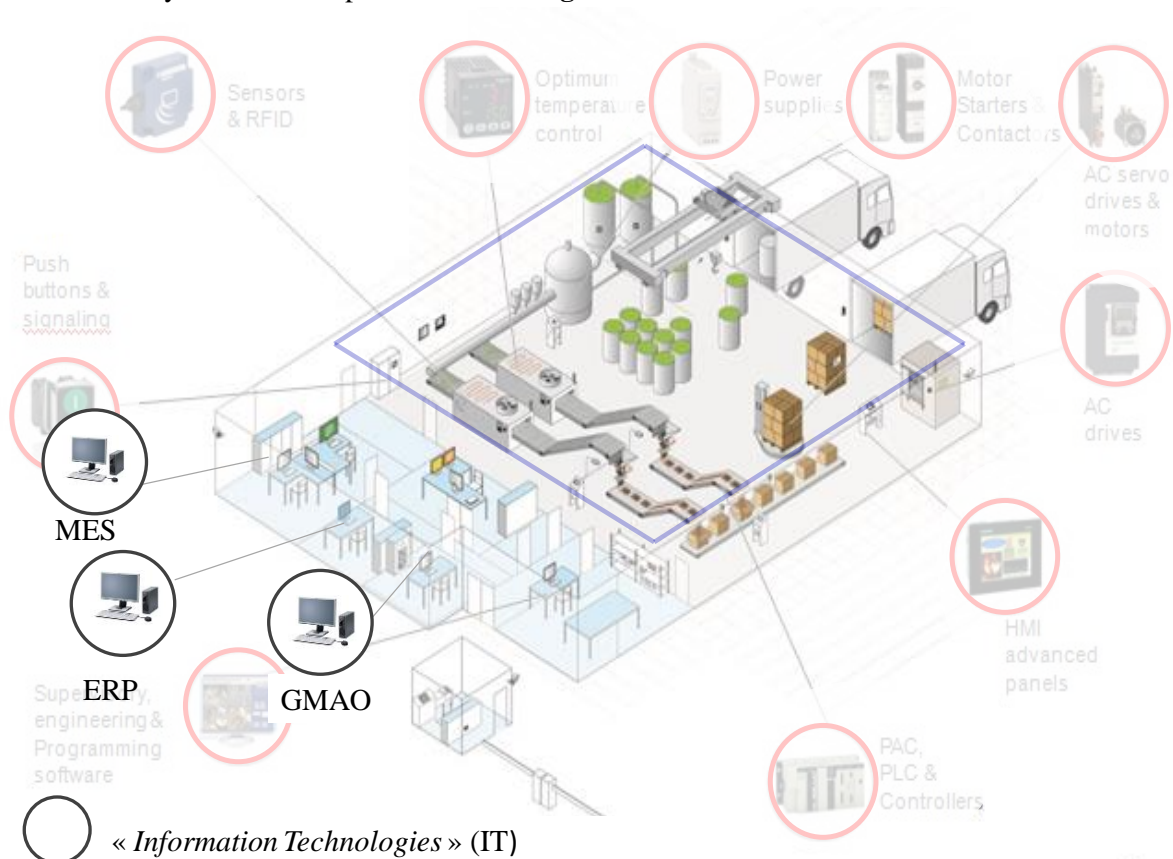 Sensors
& RFID
Optimum
temperature
control
Power
supplies
Motor
Starters &
Contactors
AC servo
drives &
motors
Push
buttons &
signaling
AC
drives
MES
HMI
advanced
panels
ERP
GMAO
engineering &
Programming
software
PAC,
PLC &
Controllers
« Information Technologies » (IT)